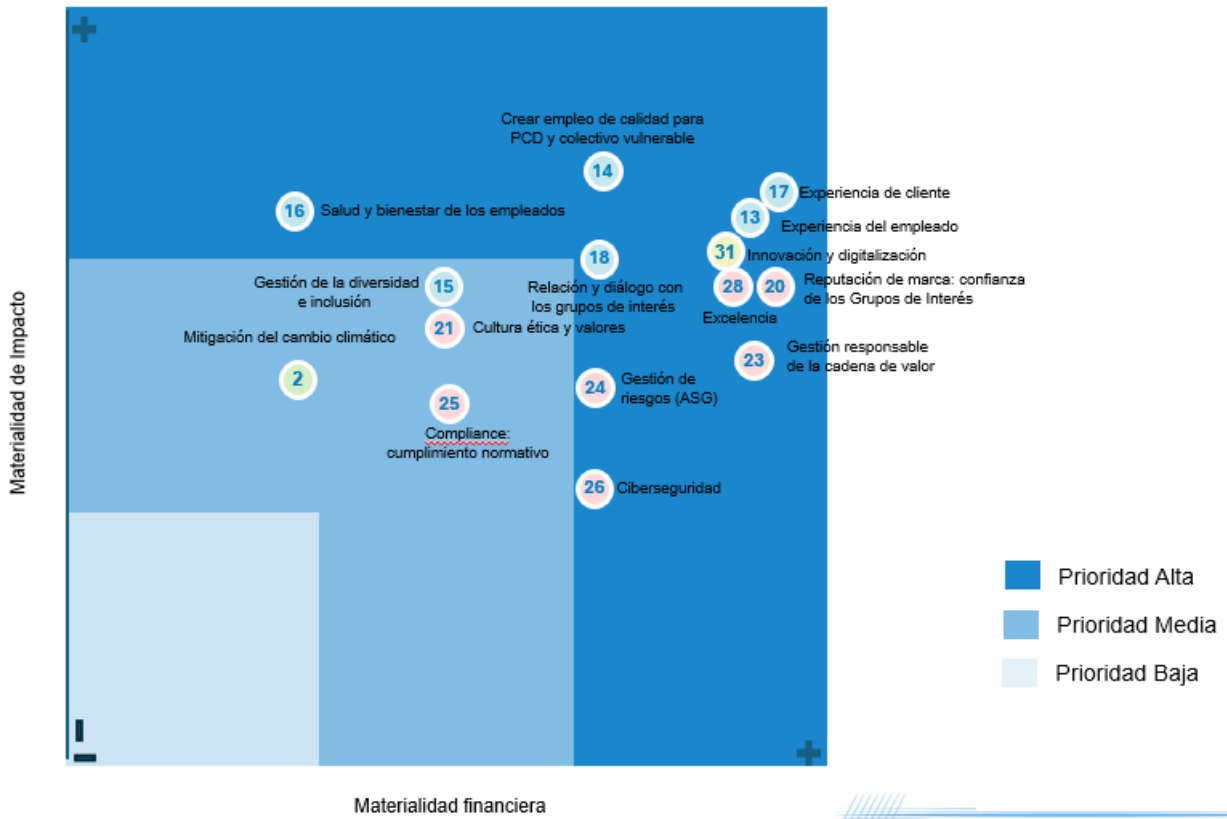 Crear empleo de calidad para
PCD y colectivo vulnerable
14
17
Experiencia de cliente
16
Salud y bienestar de los empleados
13
Experiencia del empleado
31
Innovación y digitalización
18
Relación y diálogo con
los grupos de interés
Gestión de la diversidad
e inclusión
15
28
Excelencia
20
Reputación de marca: confianza
de los Grupos de Interés
21
Cultura ética y valores
Mitigación del cambio climático
2
23
Gestión responsable
de la cadena de valor
24
Gestión de
riesgos (ASG)
25
Compliance:
cumplimiento normativo
26
Ciberseguridad
Materialidad de Impacto
Prioridad Alta
Prioridad Media
Prioridad Baja
Materialidad financiera